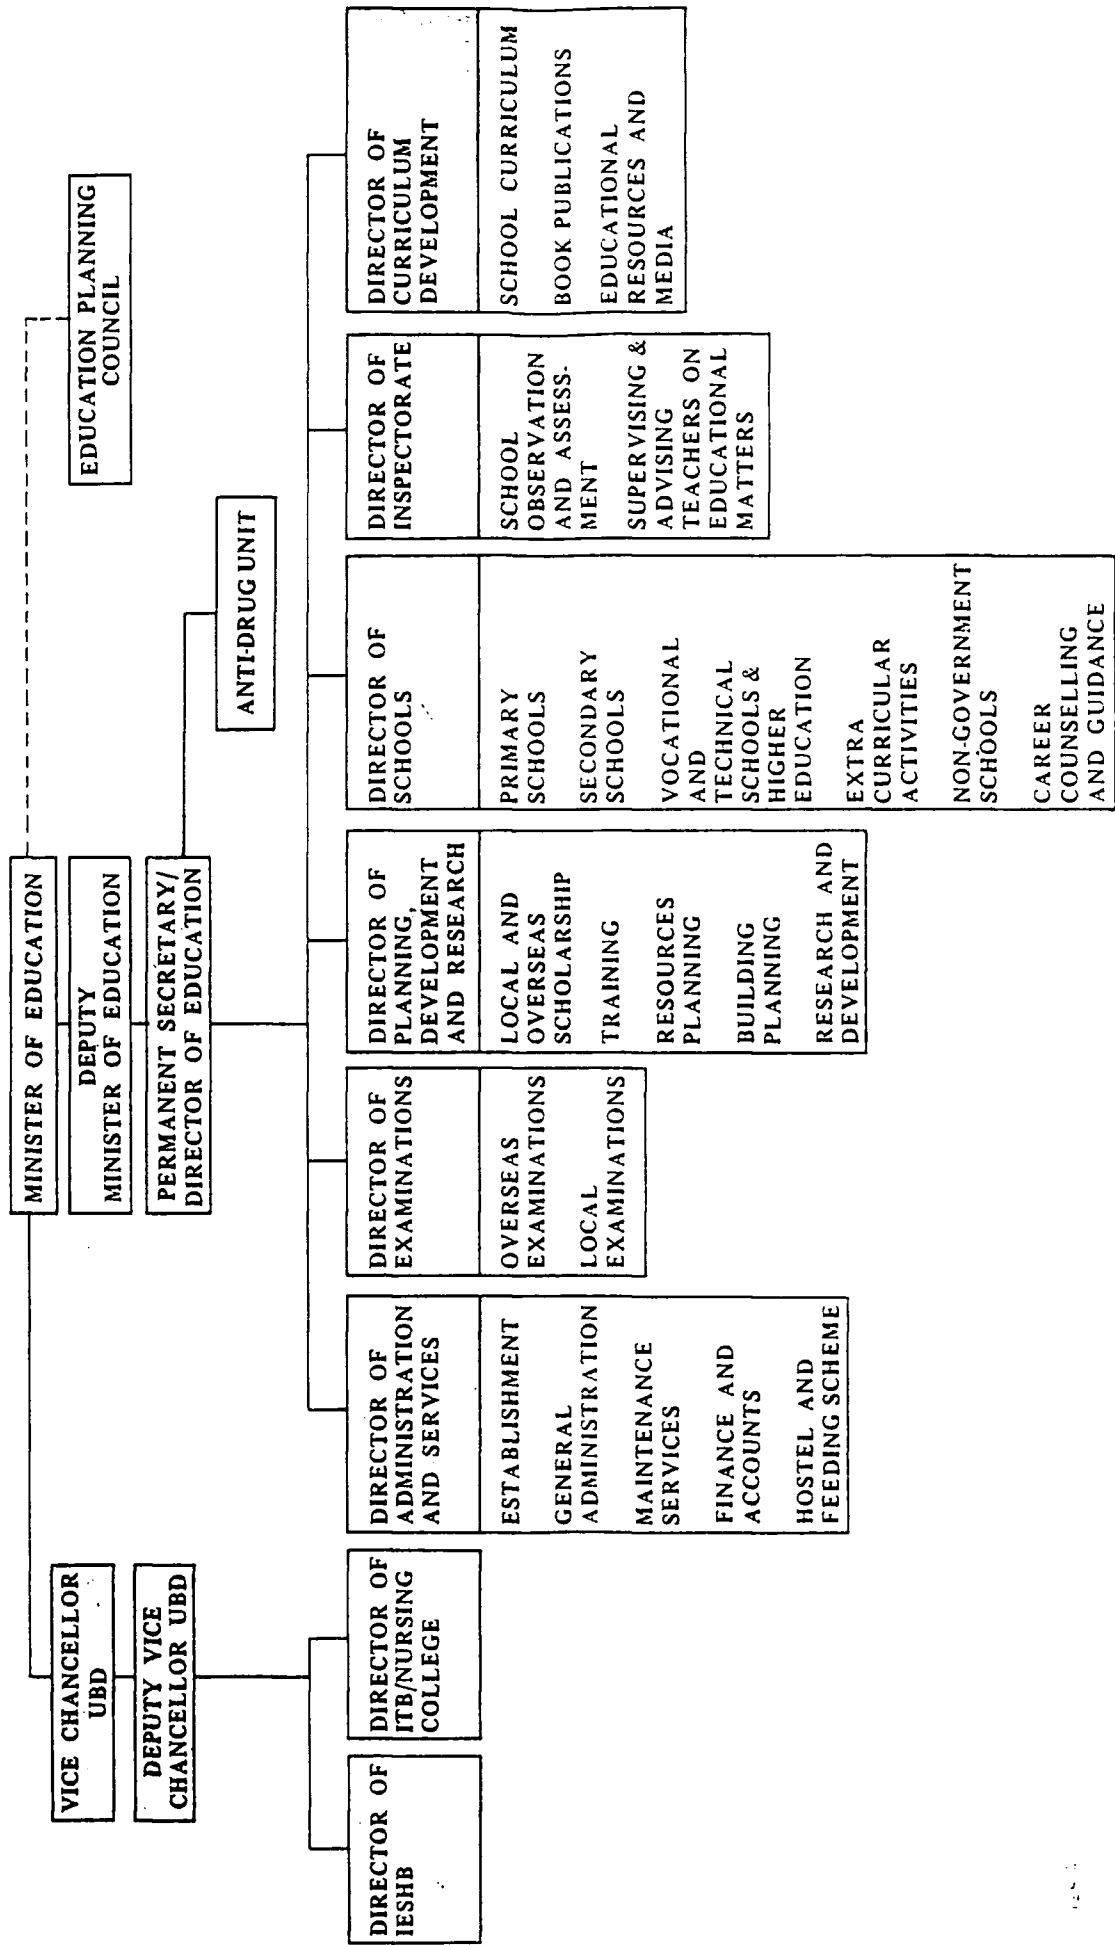 MINISTER OF EDUCATION
DEPUTY
MINISTER OF EDUCATION
PERMANENT SECRETARY/
DIRECTOR OF EDUCATION
EDUCATION PLANNING
COUNCIL
ANTI-DRUG UNIT
VICE CHANCELLOR
UBD
DEPUTY VICE
CHANCELLOR UBD
DIRECTOR OF
IESHB
DIRECTOR OF
ITB/NURSING
COLLEGE
DIRECTOR OF
ADMINISTRATION
AND SERVICES
ESTABLISHMENT
GENERAL
ADMINISTRATION
MAINTENANCE
SERVICES
FINANCE AND
ACCOUNTS
HOSTEL AND
FEEDING SCHEME
DIRECTOR OF
EXAMINATIONS
OVERSEAS
EXAMINATIONS
LOCAL
EXAMINATIONS
DIRECTOR OF
PLANNING,
DEVELOPMENT
AND RESEARCH
LOCAL AND
OVERSEAS
SCHOLARSHIP
TRAINING
RESOURCES
PLANNING
BUILDING
PLANNING
RESEARCH AND
DEVELOPMENT
DIRECTOR OF
SCHOOLS
PRIMARY
SCHOOLS
SECONDARY
SCHOOLS
VOCATIONAL
AND
TECHNICAL
SCHOOLS &
HIGHER
EDUCATION
EXTRA
CURRICULAR
ACTIVITIES
NON-GOVERNMENT
SCHOOLS
CAREER
COUNSELLING
AND GUIDANCE
DIRECTOR OF
INSPECTORATE
SCHOOL
OBSERVATION
AND ASSESS-
MENT
SUPERVISING &
ADVISING
TEACHERS ON
EDUCATIONAL
MATTERS
DIRECTOR OF
CURRICULUM
DEVELOPMENT
SCHOOL CURRICULUM
BOOK PUBLICATIONS
EDUCATIONAL
RESOURCES AND
MEDIA